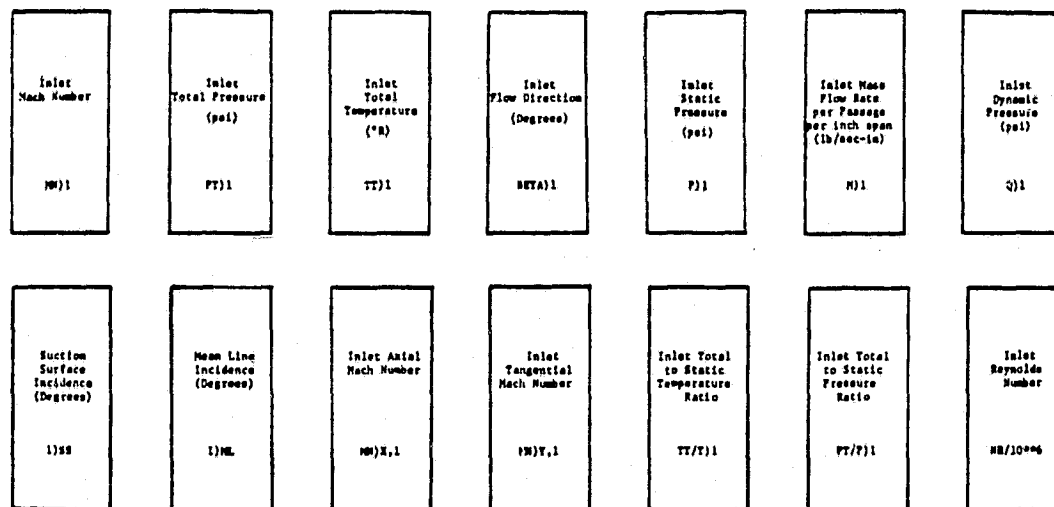 Inlet
Mach Number
MN)1
Inlet
Total Pressure
(psi)
PT)1
Inlet
Total
Temperature
(°R)
TT)1
Inlet
Flow Direction
(Degrees)
BETA)1
Inlet
Static
Pressure
(psi)
P)1
Inlet Mass
Flow Rate
per Passage
per inch span
(lb/sec-in)
M)1
Inlet
Dynamic
Pressure
(psi)
Q)1
Suction
Surface
Incidence
(Degrees)
I)SS
Mean Line
Incidence
(Degrees)
I)ML
Inlet Axial
Mach Number
MN)X,1
Inlet
Tangential
Mach Number
MN)Y,1
Inlet Total
to Static
Temperature
Ratio
TT/T)1
Inlet Total
to Static
Pressure
Ratio
PT/P)1
Inlet
Reynolds
Number
NR/10**6